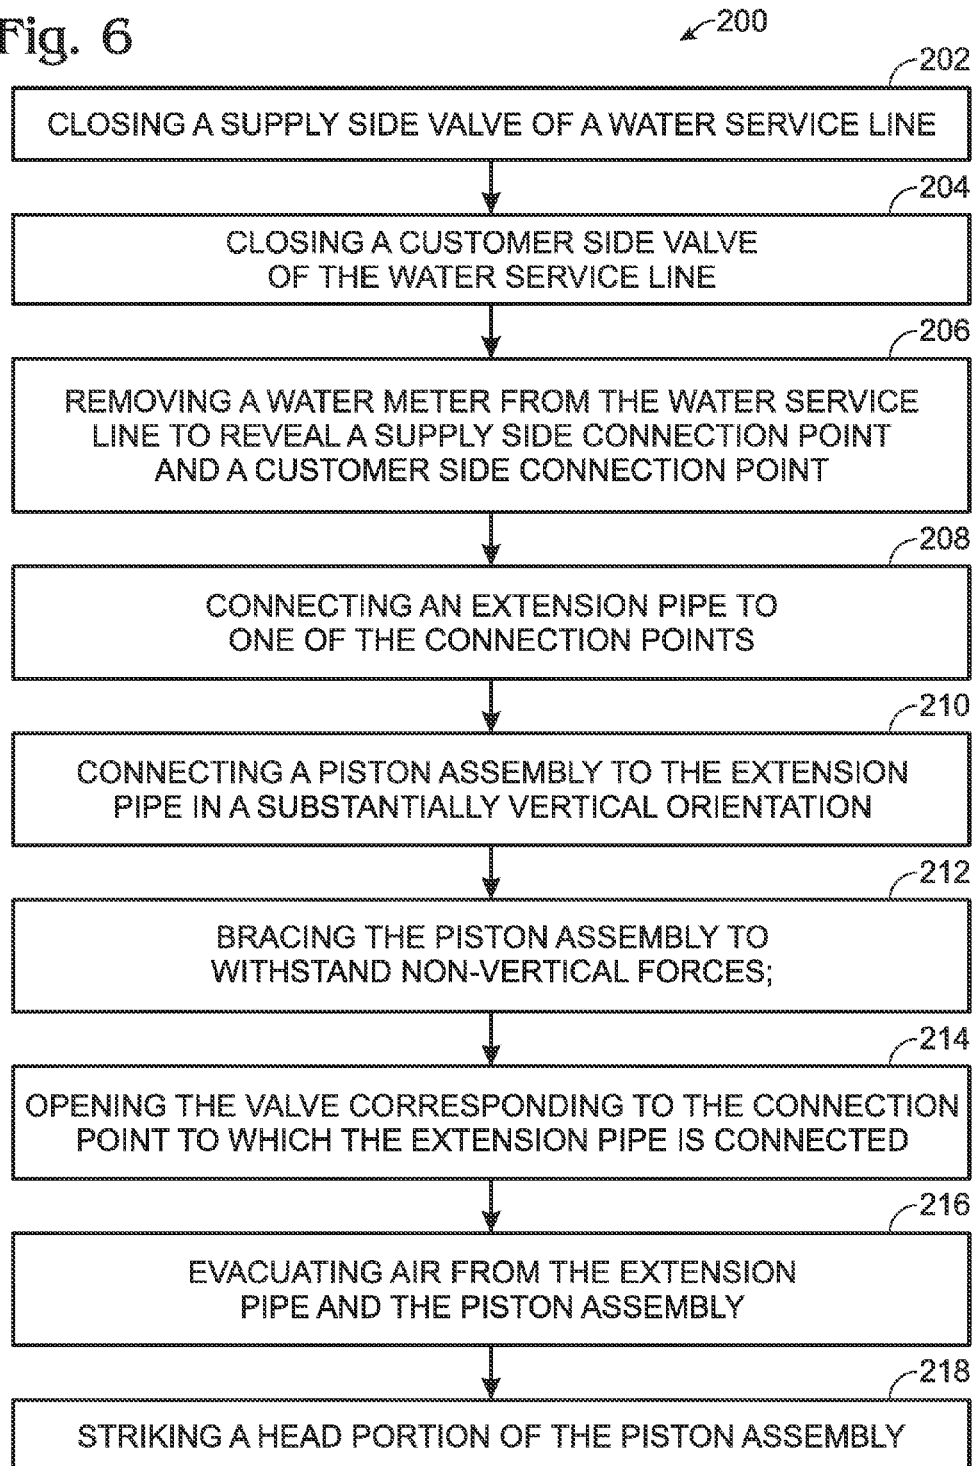 Fig. 6
200
202
CLOSING A SUPPLY SIDE VALVE OF A WATER SERVICE LINE
204
CLOSING A CUSTOMER SIDE VALVE
OF THE WATER SERVICE LINE
206
REMOVING A WATER METER FROM THE WATER SERVICE
LINE TO REVEAL A SUPPLY SIDE CONNECTION POINT
AND A CUSTOMER SIDE CONNECTION POINT
208
CONNECTING AN EXTENSION PIPE TO
ONE OF THE CONNECTION POINTS
210
CONNECTING A PISTON ASSEMBLY TO THE EXTENSION
PIPE IN A SUBSTANTIALLY VERTICAL ORIENTATION
212
BRACING THE PISTON ASSEMBLY TO
WITHSTAND NON-VERTICAL FORCES;
214
OPENING THE VALVE CORRESPONDING TO THE CONNECTION
POINT TO WHICH THE EXTENSION PIPE IS CONNECTED
216
EVACUATING AIR FROM THE EXTENSION
PIPE AND THE PISTON ASSEMBLY
218
STRIKING A HEAD PORTION OF THE PISTON ASSEMBLY